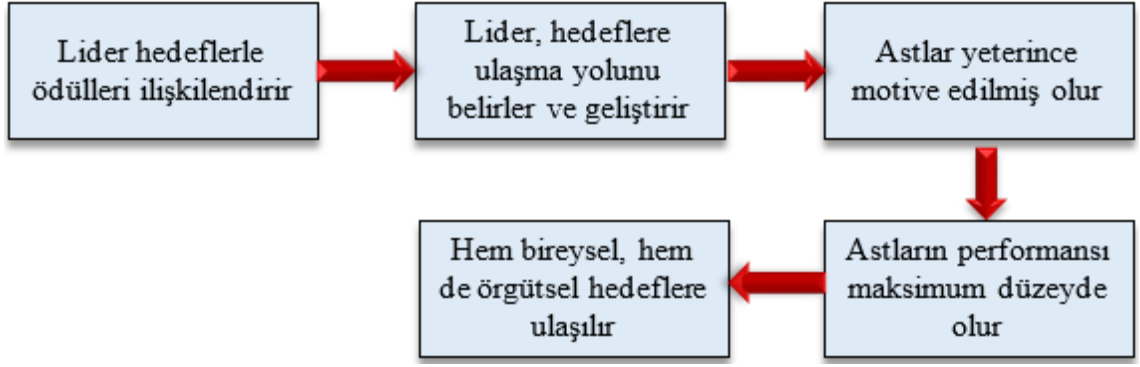 Lider hedeflerle
ödülleri ilişkilendirir
Lider, hedeflere
ulaşma yolunu
belirler ve geliştirir
Astlar yeterince
motive edilmiş olur
Astların performansı
maksimum düzeyde
olur
Hem bireysel, hem
de örgütsel hedeflere
ulaşılır